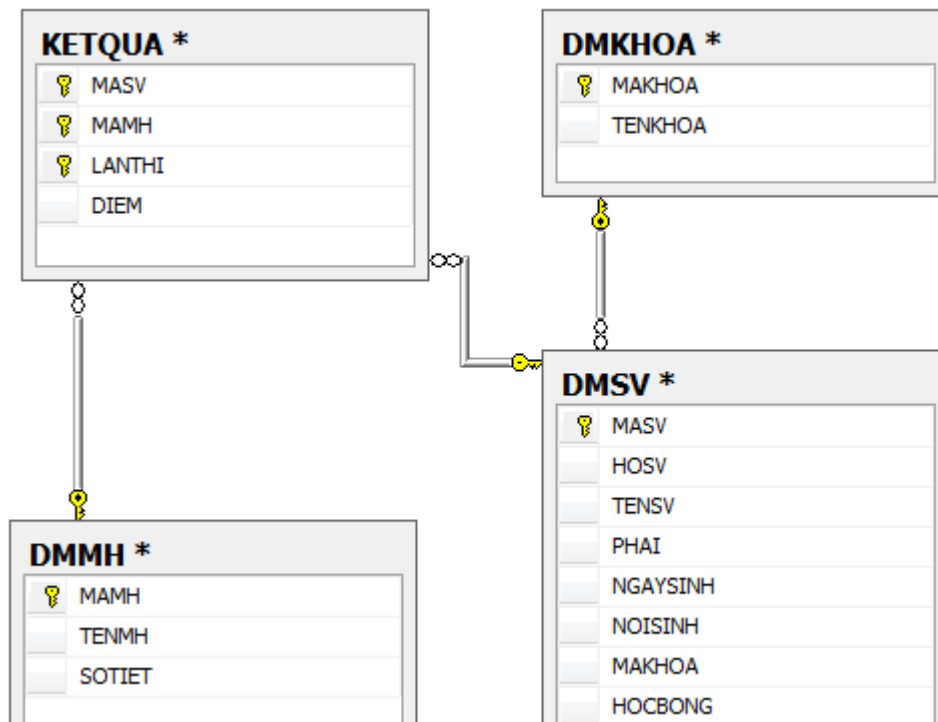 KETQUA *
MASV
MAMH
LANTHI
DIEM
DMKHOA *
MAKHOA
TENKHOA
DMMH *
MAMH
TENMH
SOTIET
DMSV *
MASV
HOSV
TENSV
PHAI
NGAYSINH
NOISINH
MAKHOA
HOCBONG